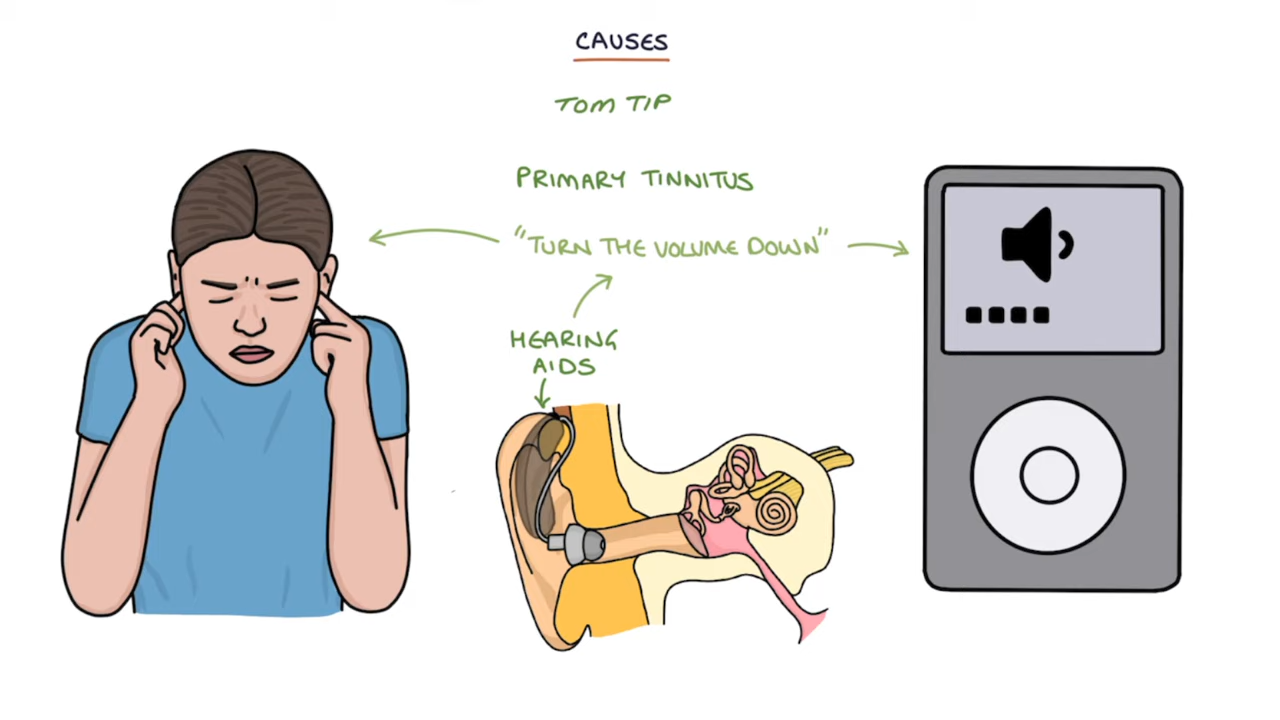 CAUSES
TOM TIP
PRIMARY TINNITUS
"TURN THE VOLUME DOWN"
HEARING
AIDS